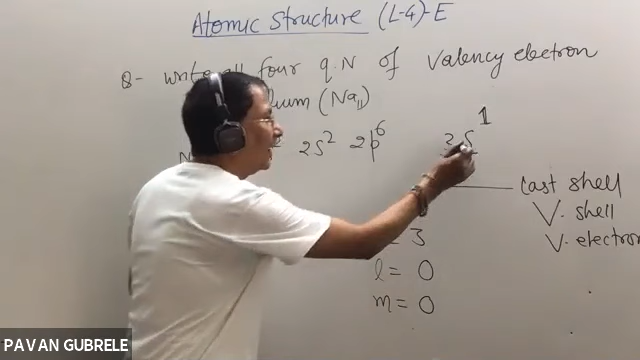 Atomic Structure (L-4)-E
Q- write all four q.N of Valency electron
(Na₁₁)
2s² 2p⁶ 3s¹
Last shell
V. shell
= 3 V. electron
l = 0
m = 0
PAVAN GUBRELE